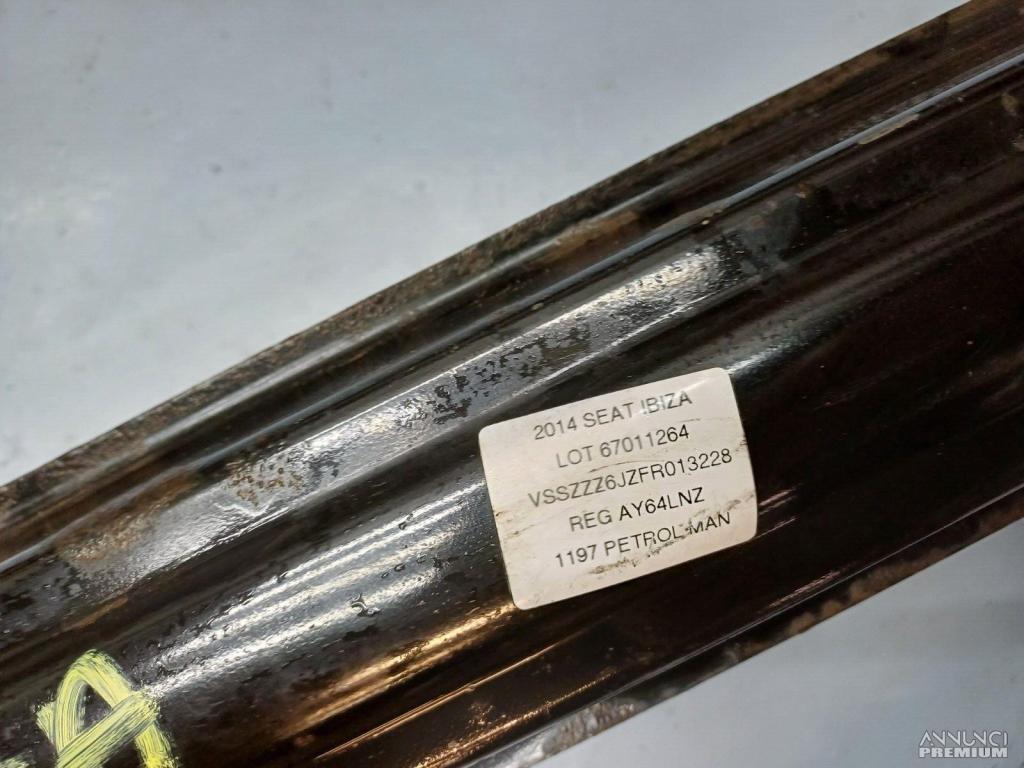 2014 SEAT IBIZA
LOT 67011264
VSSZZZ6JZFR013228
REG AY64LNZ
1197 PETROL MAN
A
ANNUNCI
PREMIUM